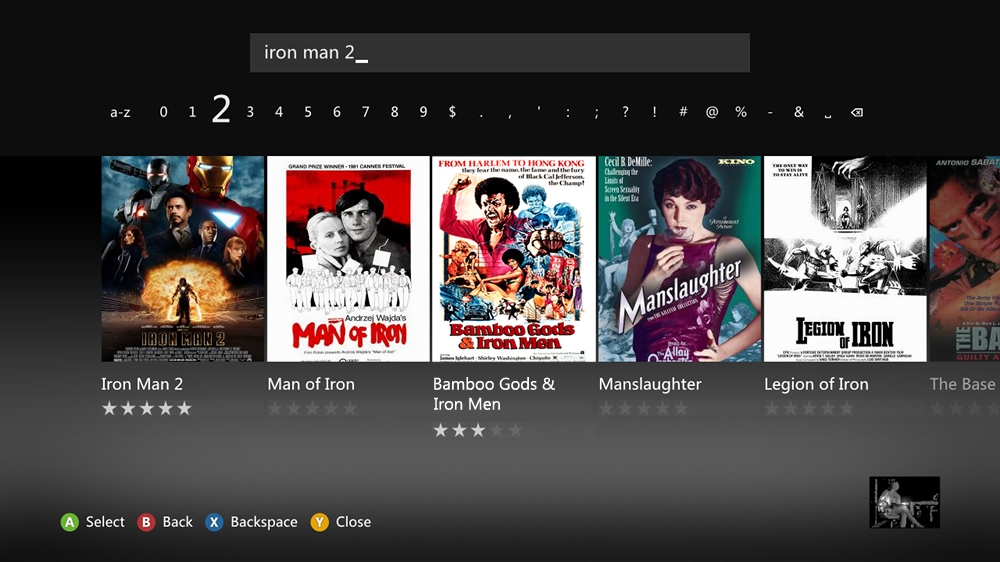 iron man 2_
a-z 0 1 2 3 4 5 6 7 8 9 $ . , ' : ; ? ! # @ % - & ␣ ⌫
IRON MAN 2
GRAND PRIZE WINNER • 1981 CANNES FESTIVAL
Andrzej Wajda's
MAN OF IRON
FROM HARLEM TO HONG KONG
they fear the name, the fame and the fury
of Black Cal Jefferson,
the Champ!
Bamboo Gods
& Iron Men
James Iglehart Shirley Washington Chiquito
Cecil B. DeMille:
Challenging the
Limits of
Screen Sexuality
in the Silent Era
KINO
A
Paramount
Picture
Manslaughter
THE ONLY WAY
TO WIN IS
TO STAY ALIVE
LEGION OF IRON
ANTONIO SABAT
THE BA
GUILTY A
Iron Man 2
Man of Iron
Bamboo Gods &
Iron Men
Manslaughter
Legion of Iron
The Base
A Select B Back X Backspace Y Close